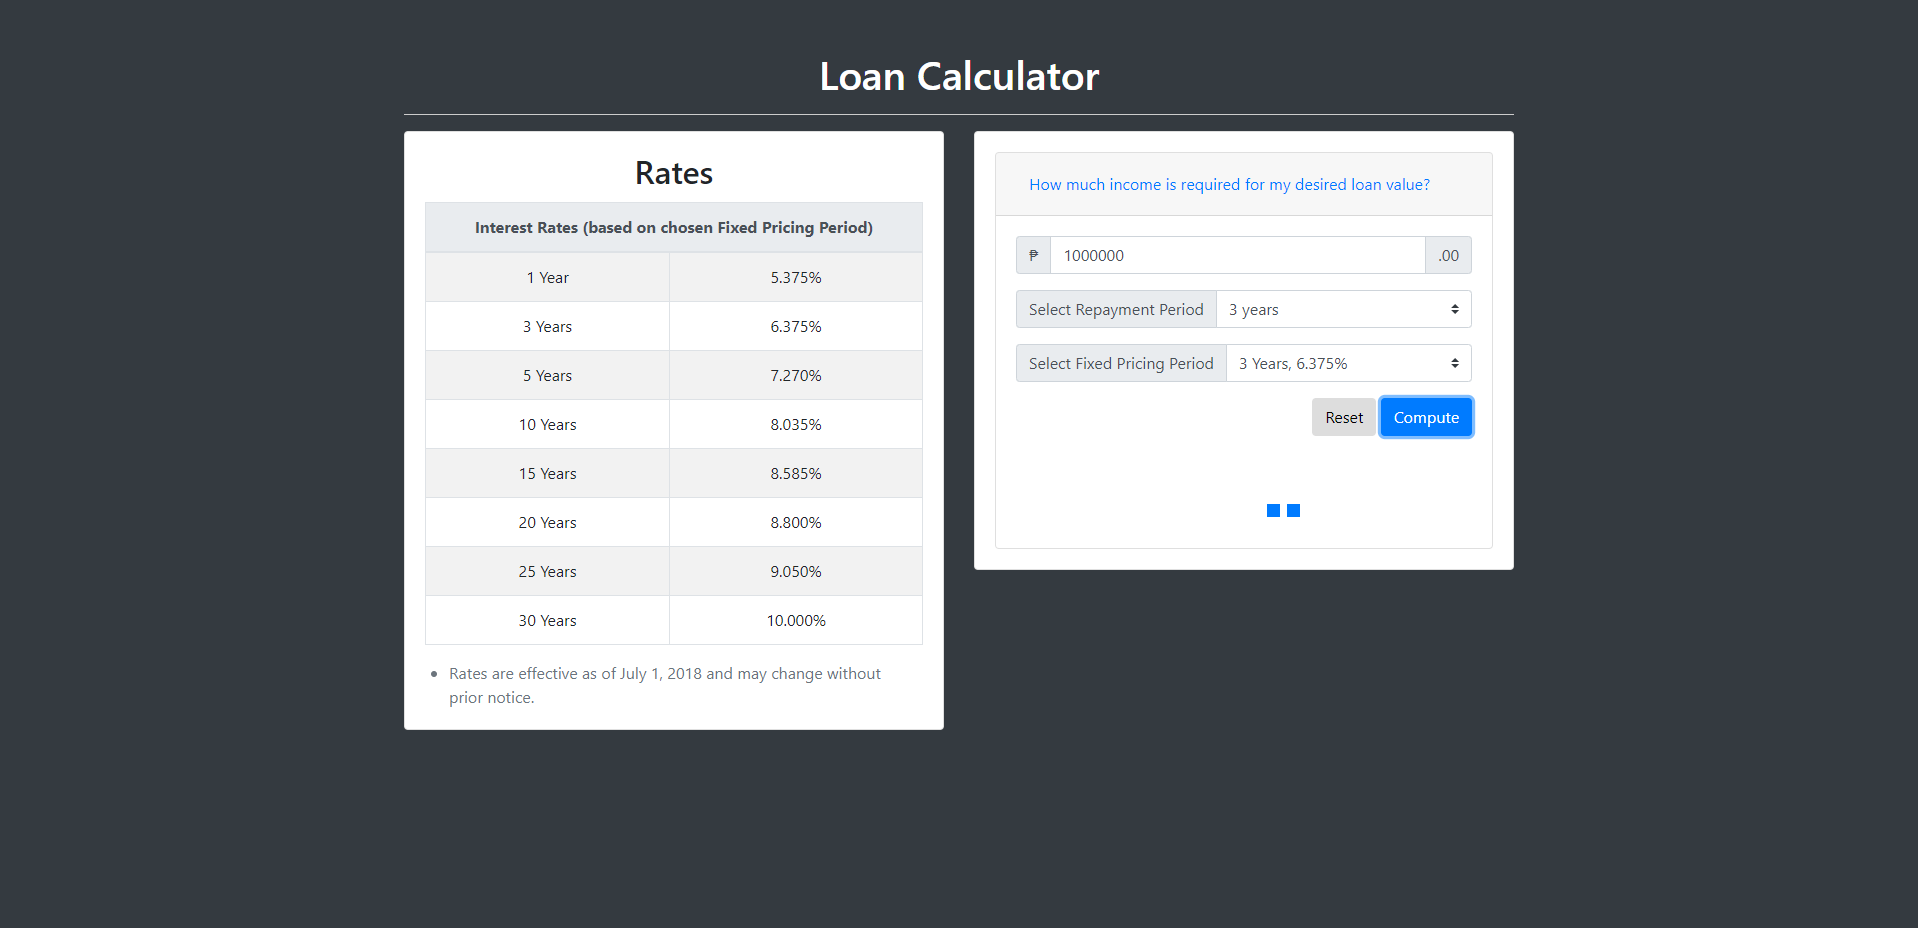 Loan Calculator
Rates
Interest Rates (based on chosen Fixed Pricing Period)
1 Year 5.375%
3 Years 6.375%
5 Years 7.270%
10 Years 8.035%
15 Years 8.585%
20 Years 8.800%
25 Years 9.050%
30 Years 10.000%
Rates are effective as of July 1, 2018 and may change without
prior notice.
How much income is required for my desired loan value?
₱ 1000000 .00
Select Repayment Period 3 years
Select Fixed Pricing Period 3 Years, 6.375%
Reset Compute